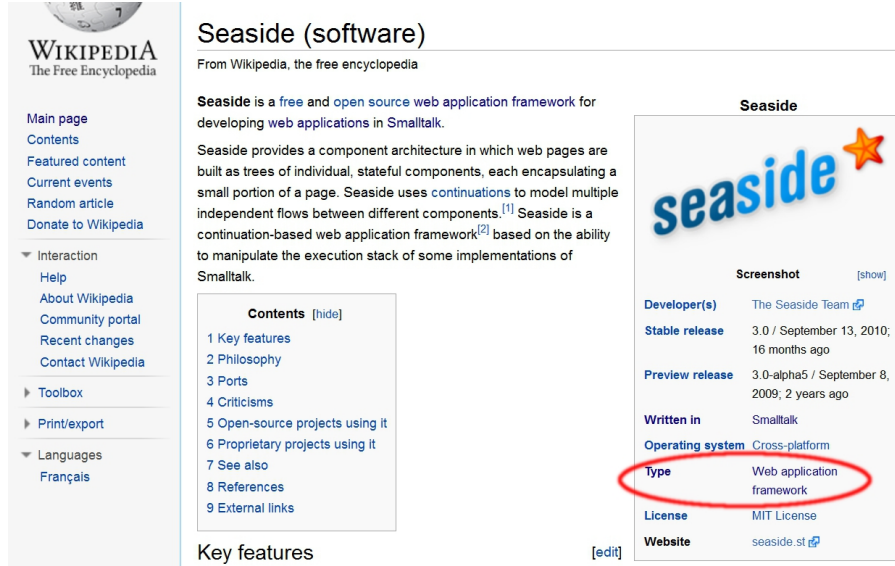 WIKIPEDIA
The Free Encyclopedia
Main page
Contents
Featured content
Current events
Random article
Donate to Wikipedia
Interaction
Help
About Wikipedia
Community portal
Recent changes
Contact Wikipedia
Toolbox
Print/export
Languages
Français
Seaside (software)
From Wikipedia, the free encyclopedia
Seaside is a free and open source web application framework for
developing web applications in Smalltalk.
Seaside provides a component architecture in which web pages are
built as trees of individual, stateful components, each encapsulating a
small portion of a page. Seaside uses continuations to model multiple
independent flows between different components.[1] Seaside is a
continuation-based web application framework[2] based on the ability
to manipulate the execution stack of some implementations of
Smalltalk.
Contents [hide]
1 Key features
2 Philosophy
3 Ports
4 Criticisms
5 Open-source projects using it
6 Proprietary projects using it
7 See also
8 References
9 External links
Key features [edit]
Seaside
seaside
Screenshot [show]
Developer(s) The Seaside Team
Stable release 3.0 / September 13, 2010;
16 months ago
Preview release 3.0-alpha5 / September 8,
2009; 2 years ago
Written in Smalltalk
Operating system Cross-platform
Type Web application
framework
License MIT License
Website seaside.st